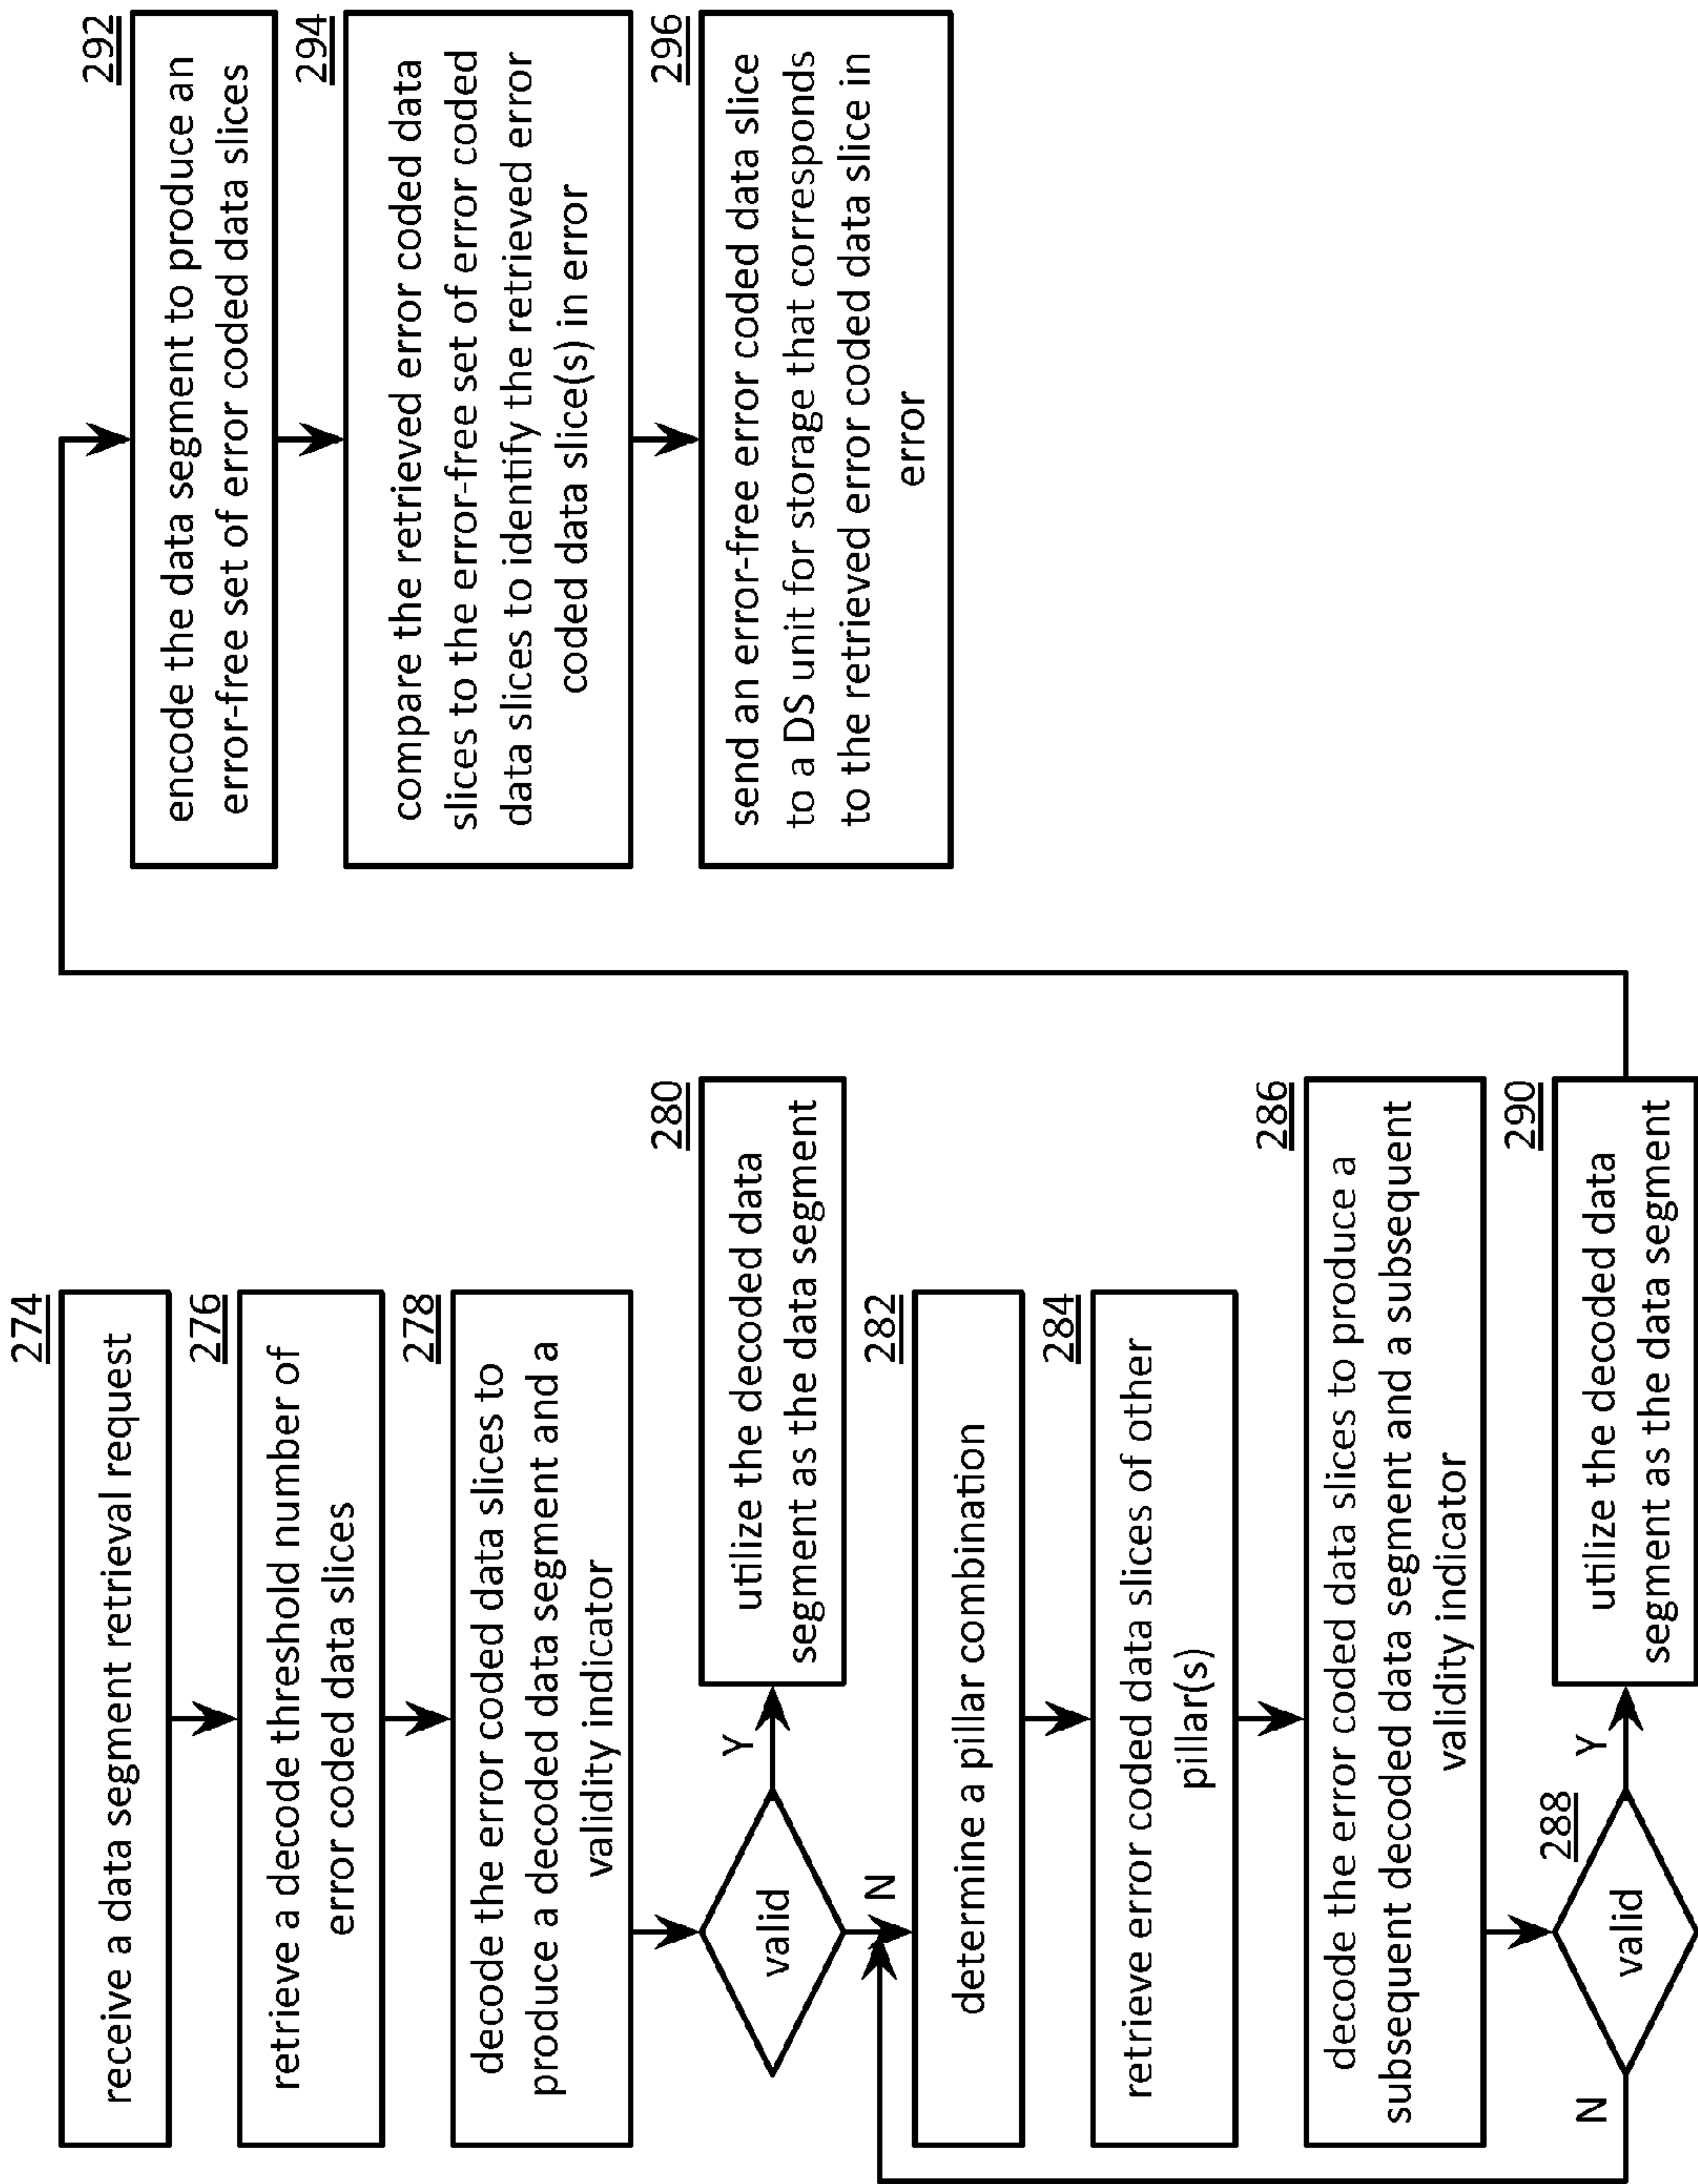 274
receive a data segment retrieval request
276
retrieve a decode threshold number of
error coded data slices
278
decode the error coded data slices to
produce a decoded data segment and a
validity indicator
valid
Y
280
utilize the decoded data
segment as the data segment
N
282
determine a pillar combination
284
retrieve error coded data slices of other
pillar(s)
286
decode the error coded data slices to produce a
subsequent decoded data segment and a subsequent
validity indicator
288
valid
N
Y
290
utilize the decoded data
segment as the data segment
292
encode the data segment to produce an
error-free set of error coded data slices
294
compare the retrieved error coded data
slices to the error-free set of error coded
data slices to identify the retrieved error
coded data slice(s) in error
296
send an error-free error coded data slice
to a DS unit for storage that corresponds
to the retrieved error coded data slice in
error